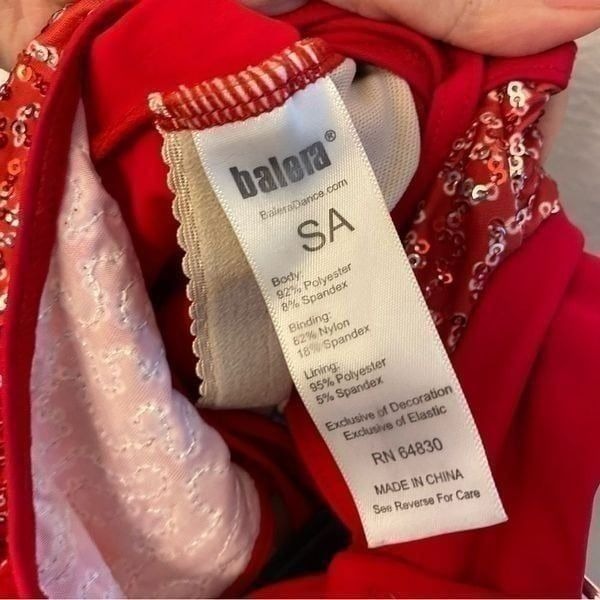 balera®
BaleraDance.com
SA
Body:
92% Polyester
8% Spandex
Binding:
82% Nylon
18% Spandex
Lining:
95% Polyester
5% Spandex
Exclusive of Decoration
Exclusive of Elastic
RN 64830
MADE IN CHINA
See Reverse For Care